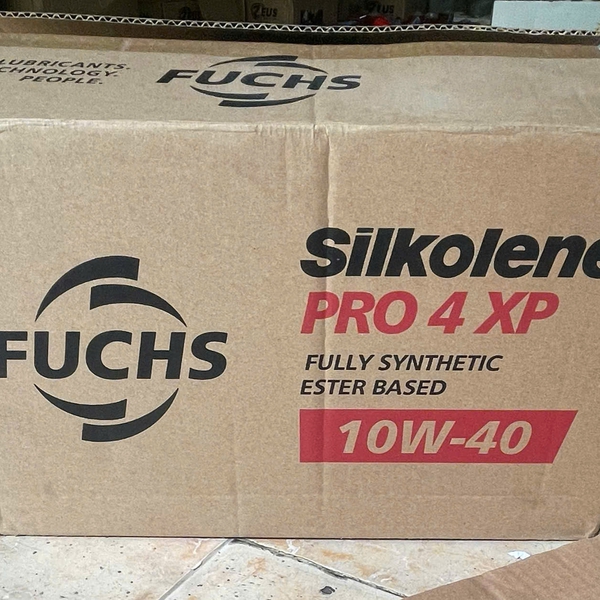 LUBRICANTS.
TECHNOLOGY.
PEOPLE.
FUCHS
FUCHS
Silkolene
PRO 4 XP
FULLY SYNTHETIC
ESTER BASED
10W-40